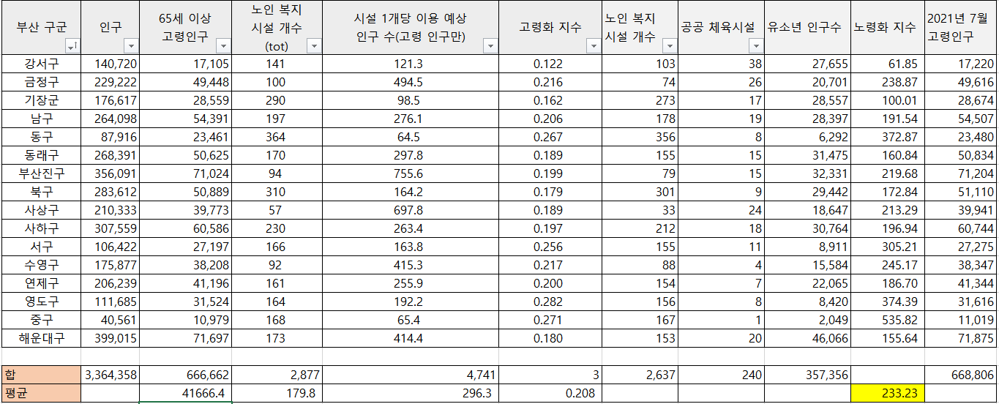 부산 구군 인구 65세 이상 고령인구 노인 복지 시설 개수 (tot) 시설 1개당 이용 예상 인구 수(고령 인구만) 고령화 지수 노인 복지 시설 개수 공공 체육시설 유소년 인구수 노령화 지수 2021년 7월 고령인구
강서구 140,720 17,105 141 121.3 0.122 103 38 27,655 61.85 17,220
금정구 229,222 49,448 100 494.5 0.216 74 26 20,701 238.87 49,616
기장군 176,617 28,559 290 98.5 0.162 273 17 28,557 100.01 28,674
남구 264,098 54,391 197 276.1 0.206 178 19 28,397 191.54 54,507
동구 87,916 23,461 364 64.5 0.267 356 8 6,292 372.87 23,480
동래구 268,391 50,625 170 297.8 0.189 155 15 31,475 160.84 50,834
부산진구 356,091 71,024 94 755.6 0.199 79 15 32,331 219.68 71,204
북구 283,612 50,889 310 164.2 0.179 301 9 29,442 172.84 51,110
사상구 210,333 39,773 57 697.8 0.189 33 24 18,647 213.29 39,941
사하구 307,559 60,586 230 263.4 0.197 212 18 30,764 196.94 60,744
서구 106,422 27,197 166 163.8 0.256 155 11 8,911 305.21 27,275
수영구 175,877 38,208 92 415.3 0.217 88 4 15,584 245.17 38,347
연제구 206,239 41,196 161 255.9 0.200 154 7 22,065 186.70 41,344
영도구 111,685 31,524 164 192.2 0.282 156 8 8,420 374.39 31,616
중구 40,561 10,979 168 65.4 0.271 167 1 2,049 535.82 11,019
해운대구 399,015 71,697 173 414.4 0.180 153 20 46,066 155.64 71,875
합 3,364,358 666,662 2,877 4,741 3 2,637 240 357,356 668,806
평균 41666.4 179.8 296.3 0.208 233.23